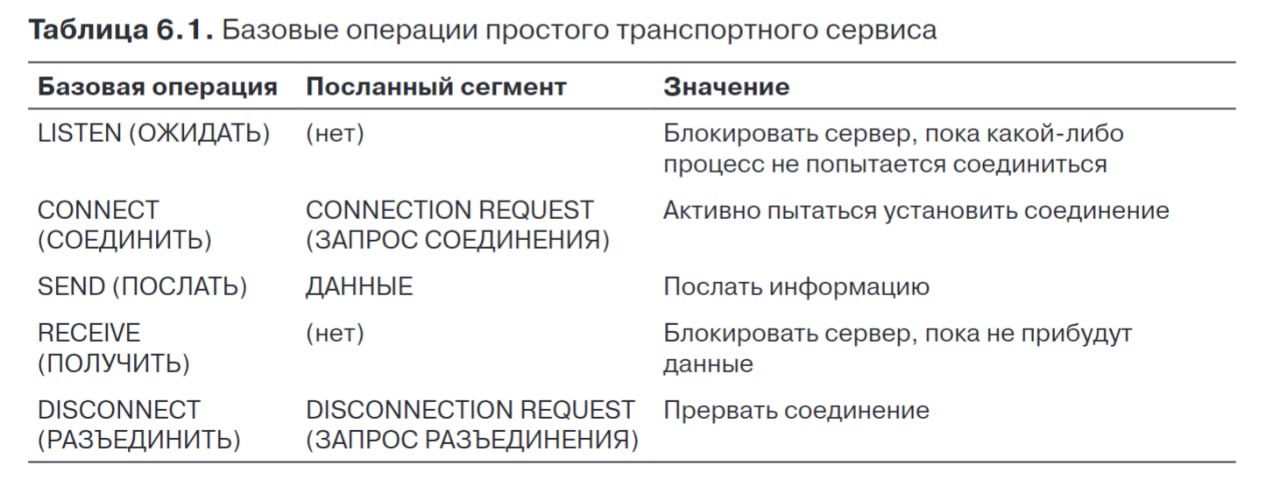 Таблица 6.1. Базовые операции простого транспортного сервиса
Базовая операция Посланный сегмент Значение
LISTEN (ОЖИДАТЬ) (нет) Блокировать сервер, пока какой-либо
процесс не попытается соединиться
CONNECT CONNECTION REQUEST Активно пытаться установить соединение
(СОЕДИНИТЬ) (ЗАПРОС СОЕДИНЕНИЯ)
SEND (ПОСЛАТЬ) ДАННЫЕ Послать информацию
RECEIVE (нет) Блокировать сервер, пока не прибудут
(ПОЛУЧИТЬ) данные
DISCONNECT DISCONNECTION REQUEST Прервать соединение
(РАЗЪЕДИНИТЬ) (ЗАПРОС РАЗЪЕДИНЕНИЯ)